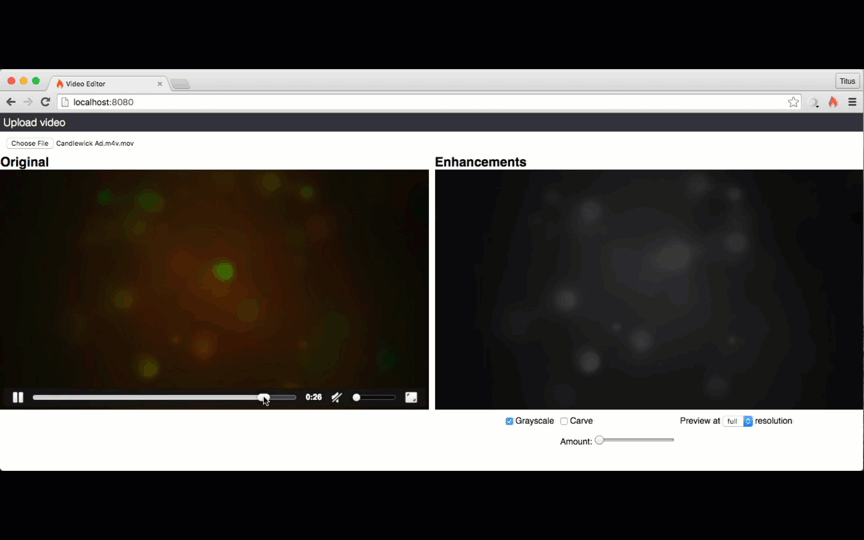 Video Editor
Titus
localhost:8080
Upload video
Choose File Candlewick Ad.m4v.mov
Original
Enhancements
0:26
Grayscale Carve Preview at full resolution
Amount: